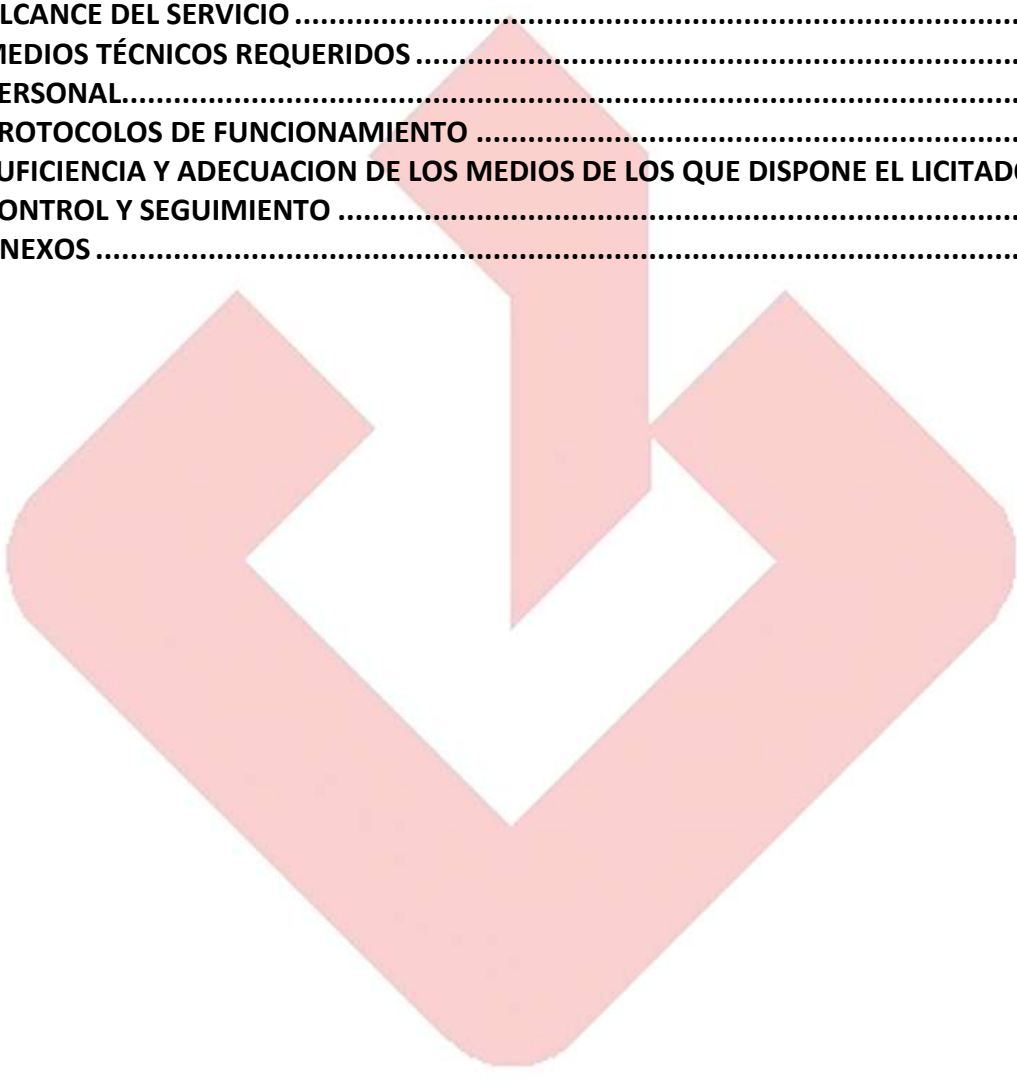 LCANCE DEL SERVICIO ....................................................................................
MEDIOS TÉCNICOS REQUERIDOS ......................................................................
ERSONAL.......................................................................................................
ROTOCOLOS DE FUNCIONAMIENTO ...............................................................
UFICIENCIA Y ADECUACION DE LOS MEDIOS DE LOS QUE DISPONE EL LICITADO
ONTROL Y SEGUIMIENTO ...............................................................................
NEXOS ..........................................................................................................